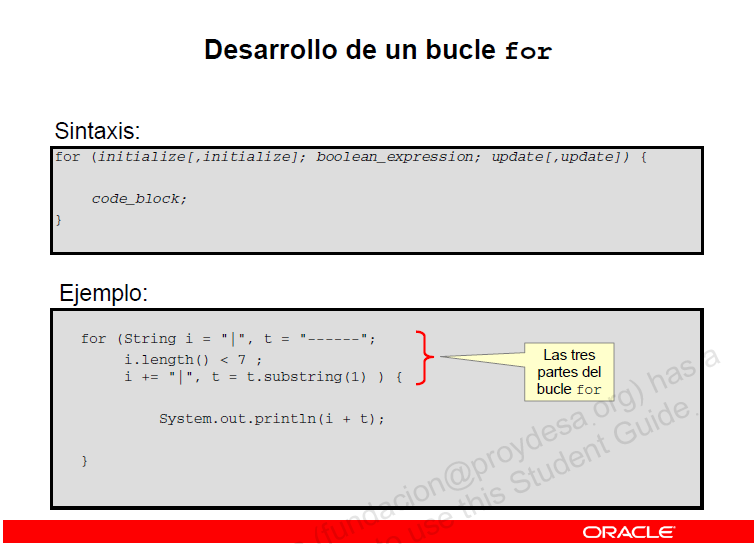 Desarrollo de un bucle for
Sintaxis:
for (initialize[,initialize]; boolean_expression; update[,update]) {
code_block;
}
Ejemplo:
for (String i = "|", t = "------";
i.length() < 7 ;
i += "|", t = t.substring(1) ) {
System.out.println(i + t);
}
Las tres
partes del
bucle for
(fundacion@proydesa.org) has a
to use this Student Guide.
ORACLE